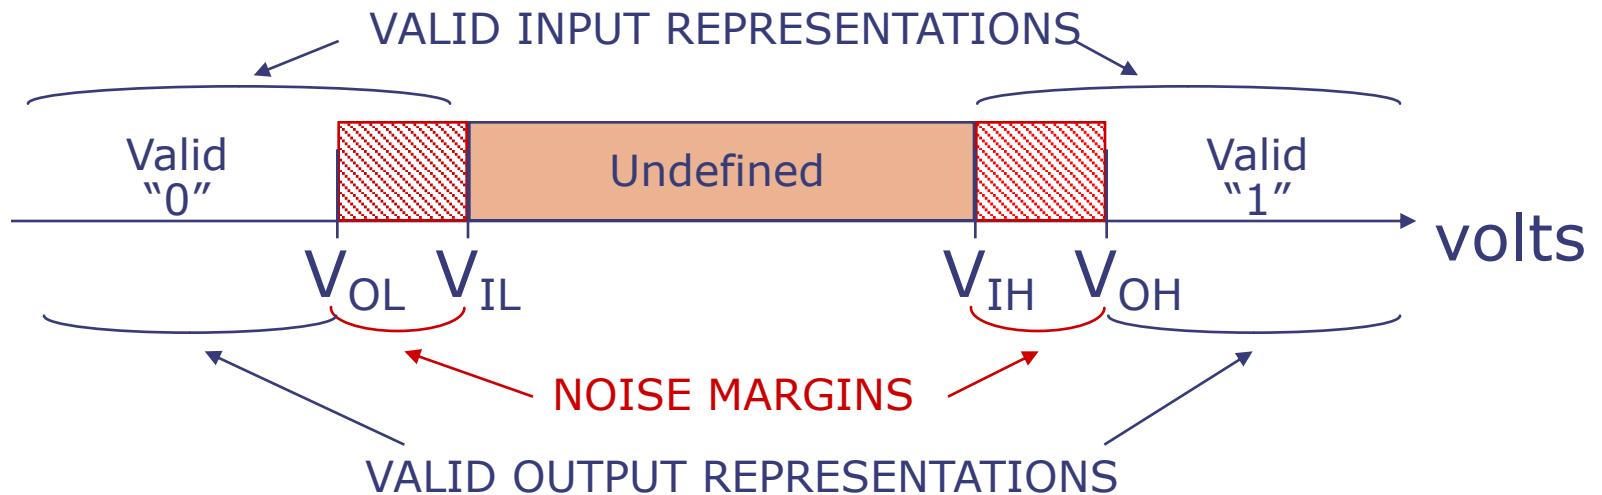 VALID INPUT REPRESENTATIONS
Valid
“0”
Undefined
Valid
“1”
volts
VOL
VIL
VIH
VOH
NOISE MARGINS
VALID OUTPUT REPRESENTATIONS